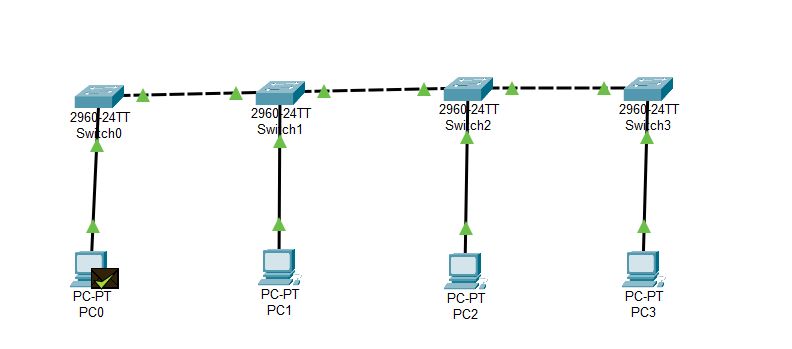 2960-24TT
Switch0
2960-24TT
Switch1
2960-24TT
Switch2
2960-24TT
Switch3
PC-PT
PC0
PC-PT
PC1
PC-PT
PC2
PC-PT
PC3